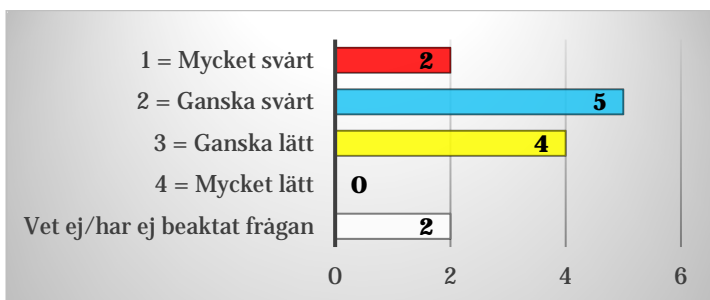 1 = Mycket svårt 2
2 = Ganska svårt 5
3 = Ganska lätt 4
4 = Mycket lätt 0
Vet ej/har ej beaktat frågan 2
0 2 4 6